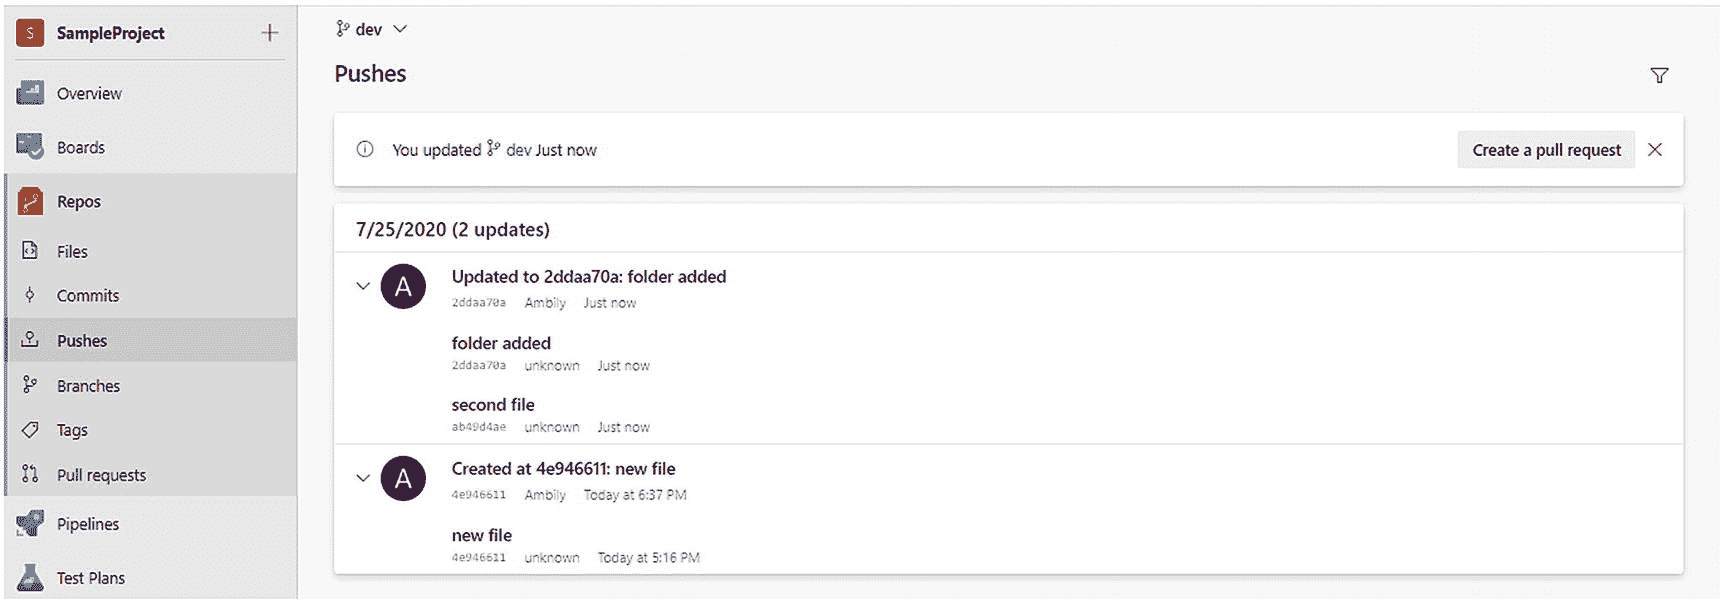 S SampleProject
Overview
Boards
Repos
Files
Commits
Pushes
Branches
Tags
Pull requests
Pipelines
Test Plans
dev
Pushes
You updated dev Just now
Create a pull request
7/25/2020 (2 updates)
A
Updated to 2ddaa70a: folder added
2ddaa70a Ambily Just now
folder added
2ddaa70a unknown Just now
second file
ab49d4ae unknown Just now
A
Created at 4e946611: new file
4e946611 Ambily Today at 6:37 PM
new file
4e946611 unknown Today at 5:16 PM